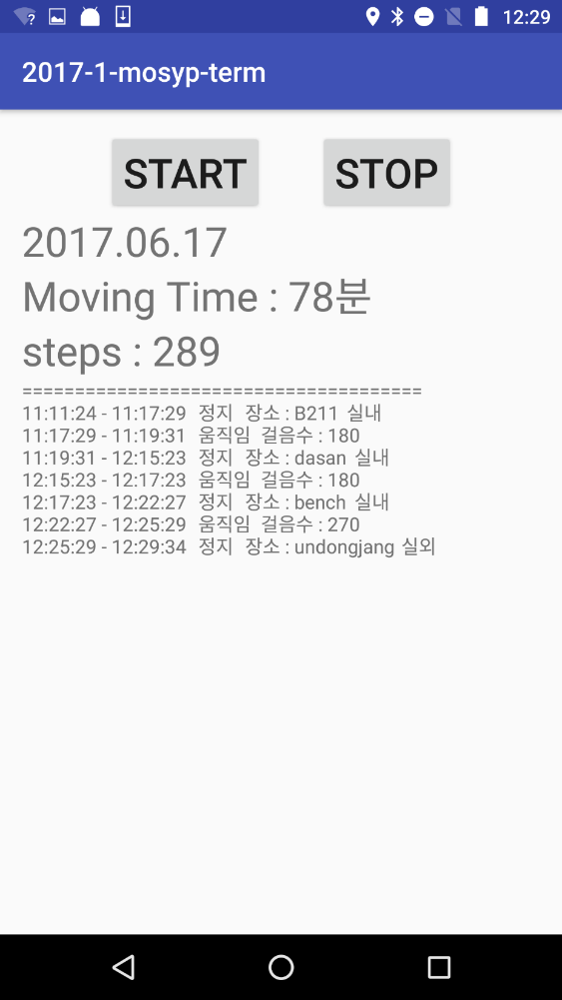 12:29
2017-1-mosyp-term
START STOP
2017.06.17
Moving Time : 78분
steps : 289
======================================
11:11:24 - 11:17:29 정지 장소 : B211 실내
11:17:29 - 11:19:31 움직임 걸음수 : 180
11:19:31 - 12:15:23 정지 장소 : dasan 실내
12:15:23 - 12:17:23 움직임 걸음수 : 180
12:17:23 - 12:22:27 정지 장소 : bench 실내
12:22:27 - 12:25:29 움직임 걸음수 : 270
12:25:29 - 12:29:34 정지 장소 : undongjang 실외